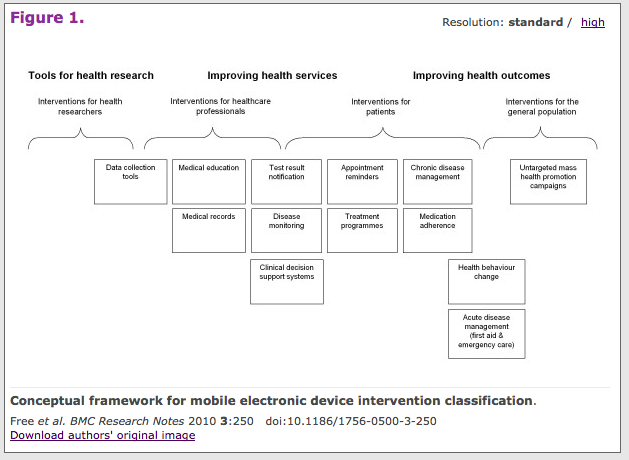 Figure 1.
Resolution: standard / high
Tools for health research
Improving health services
Improving health outcomes
Interventions for health
researchers
Interventions for healthcare
professionals
Interventions for
patients
Interventions for the
general population
Data collection
tools
Medical education
Test result
notification
Appointment
reminders
Chronic disease
management
Untargeted mass
health promotion
campaigns
Medical records
Disease
monitoring
Treatment
programmes
Medication
adherence
Clinical decision
support systems
Health behaviour
change
Acute disease
management
(first aid &
emergency care)
Conceptual framework for mobile electronic device intervention classification.
Free et al. BMC Research Notes 2010 3:250 doi:10.1186/1756-0500-3-250
Download authors' original image